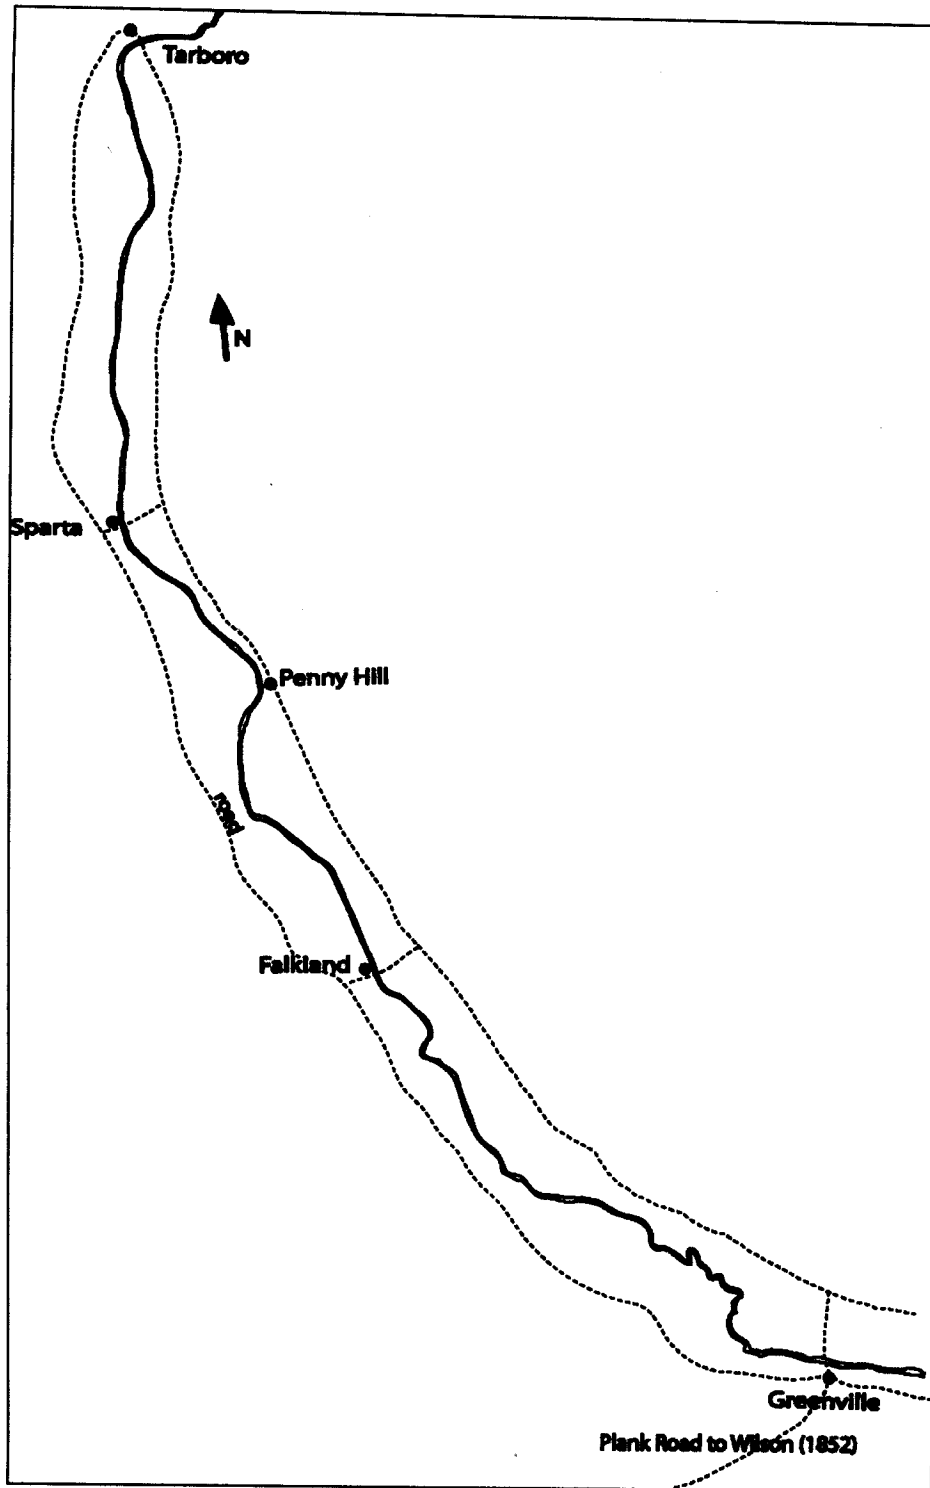 Tarboro
N
Sparta
Penny Hill
road
Falkland
Greenville
Plank Road to Wilson (1852)